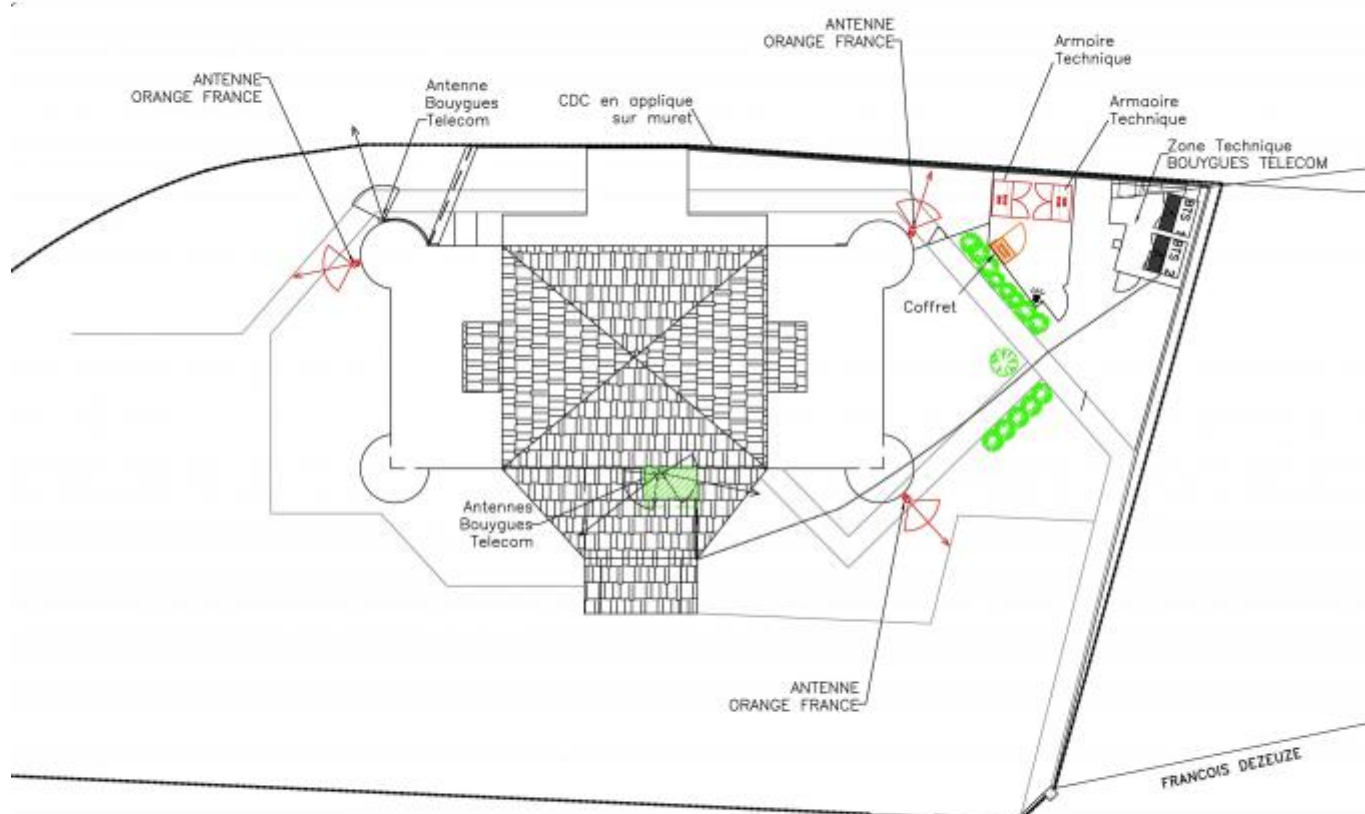 ANTENNE
ORANGE FRANCE
Antenne
Bouygues
Telecom
CDC en applique
sur muret
ANTENNE
ORANGE FRANCE
Armoire
Technique
Armaoire
Technique
Zone Technique
BOUYGUES TELECOM
BTS 1
BTS 2
Coffret
Antennes
Bouygues
Telecom
ANTENNE
ORANGE FRANCE
FRANCOIS DEZEUZE